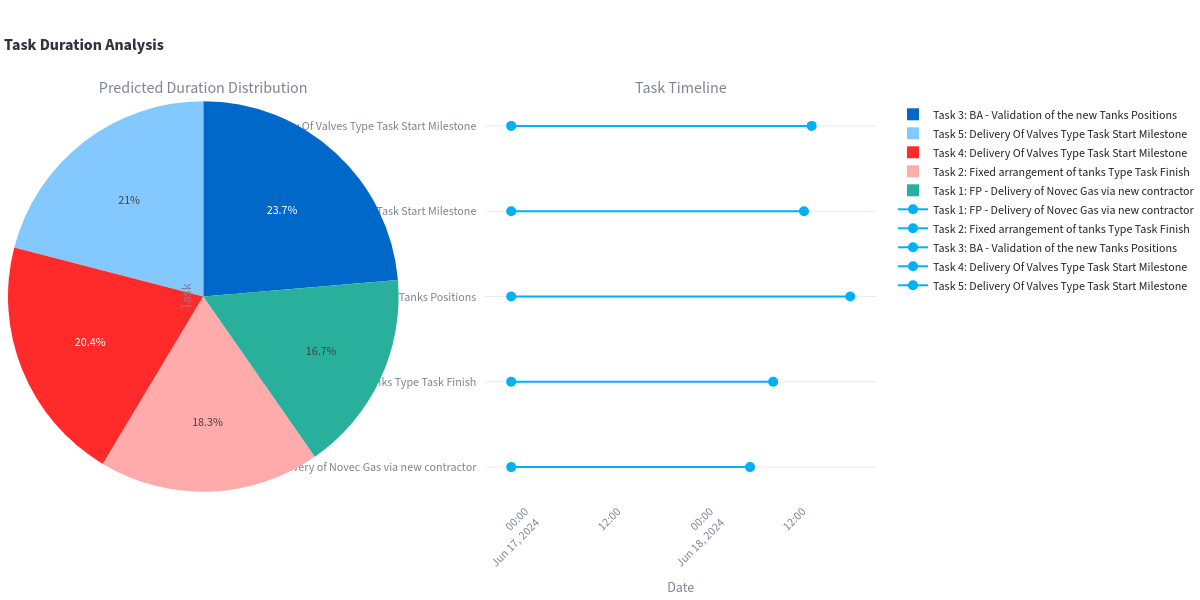 Task Duration Analysis
Predicted Duration Distribution
23.7%
21%
20.4%
18.3%
16.7%
Task
Task Timeline
Of Valves Type Task Start Milestone
Task Start Milestone
Tanks Positions
Type Task Finish
of Novec Gas via new contractor
00:00
Jun 17, 2024
12:00
00:00
Jun 18, 2024
12:00
Date
Task 3: BA - Validation of the new Tanks Positions
Task 5: Delivery Of Valves Type Task Start Milestone
Task 4: Delivery Of Valves Type Task Start Milestone
Task 2: Fixed arrangement of tanks Type Task Finish
Task 1: FP - Delivery of Novec Gas via new contractor
Task 1: FP - Delivery of Novec Gas via new contractor
Task 2: Fixed arrangement of tanks Type Task Finish
Task 3: BA - Validation of the new Tanks Positions
Task 4: Delivery Of Valves Type Task Start Milestone
Task 5: Delivery Of Valves Type Task Start Milestone